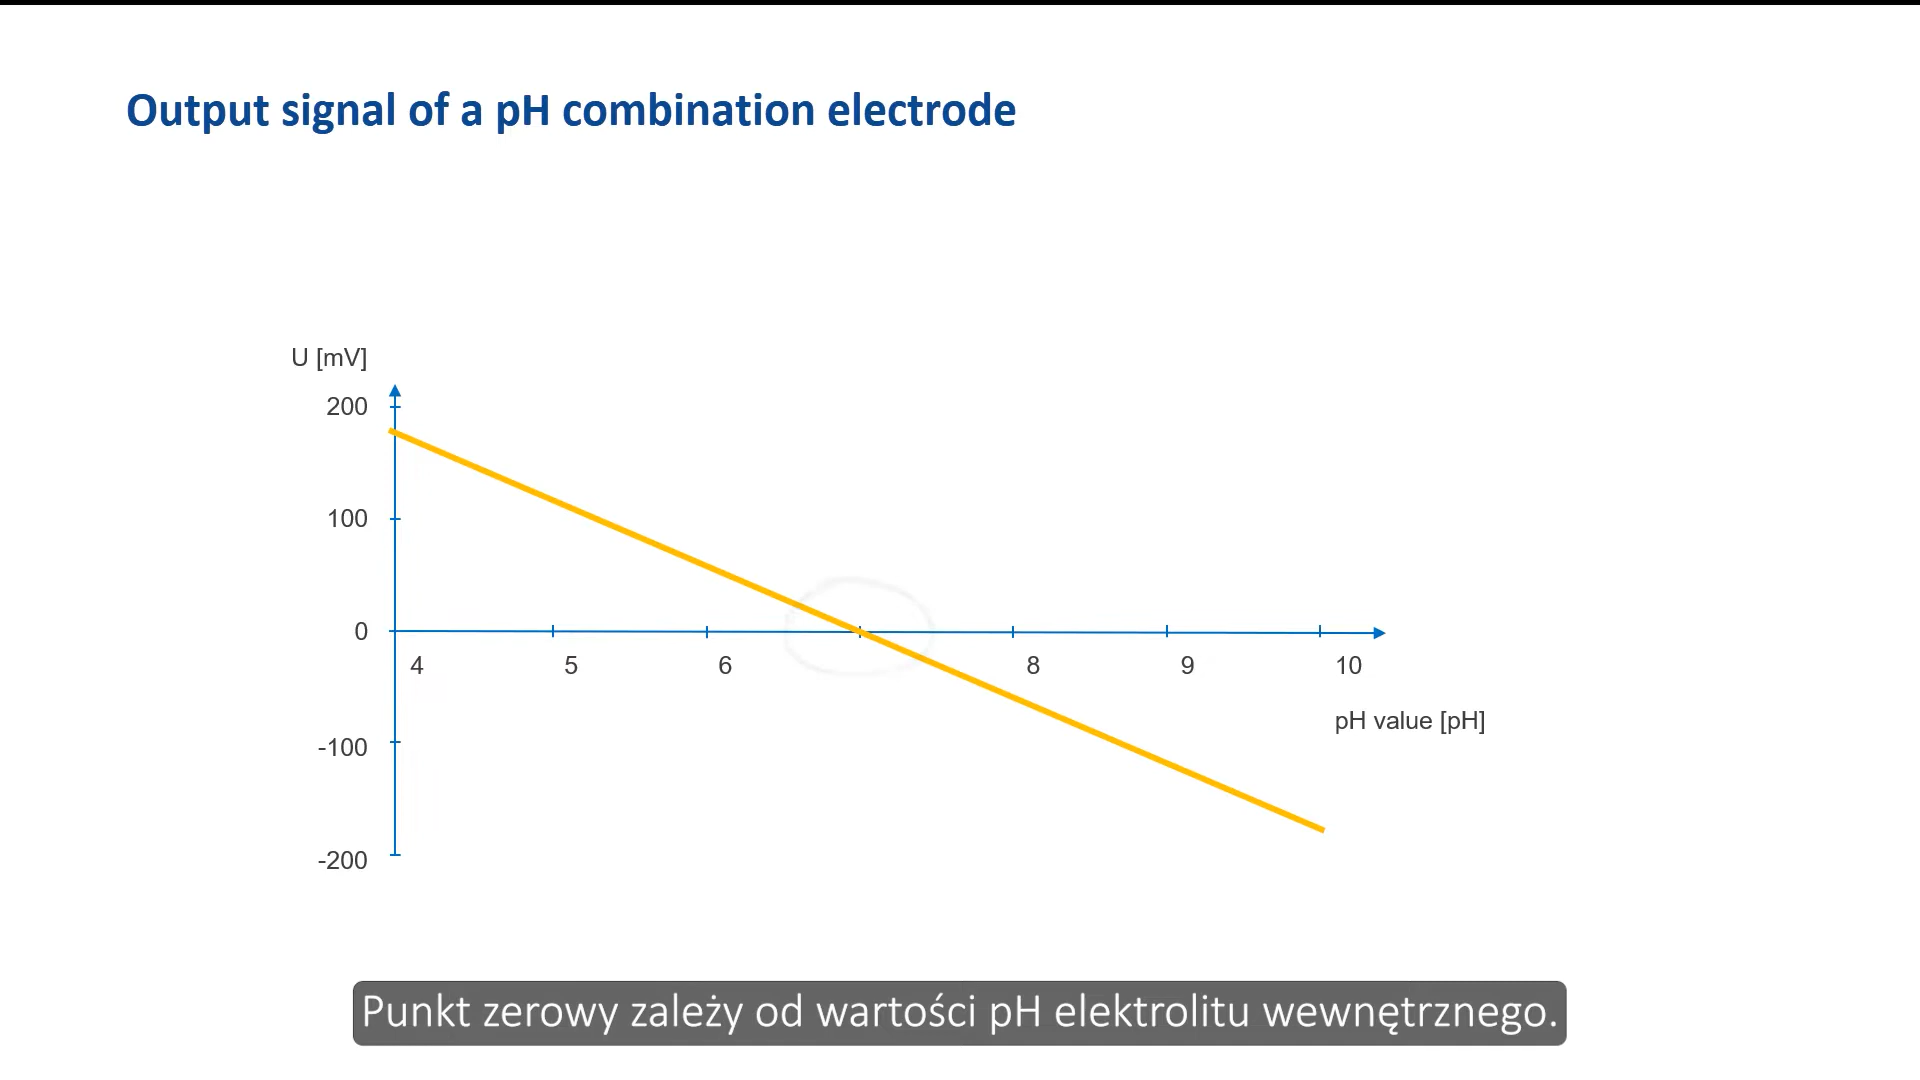 Output signal of a pH combination electrode
U [mV]
200
100
0
4 5 6 8 9 10
pH value [pH]
-100
-200
Punkt zerowy zależy od wartości pH elektrolitu wewnętrznego.